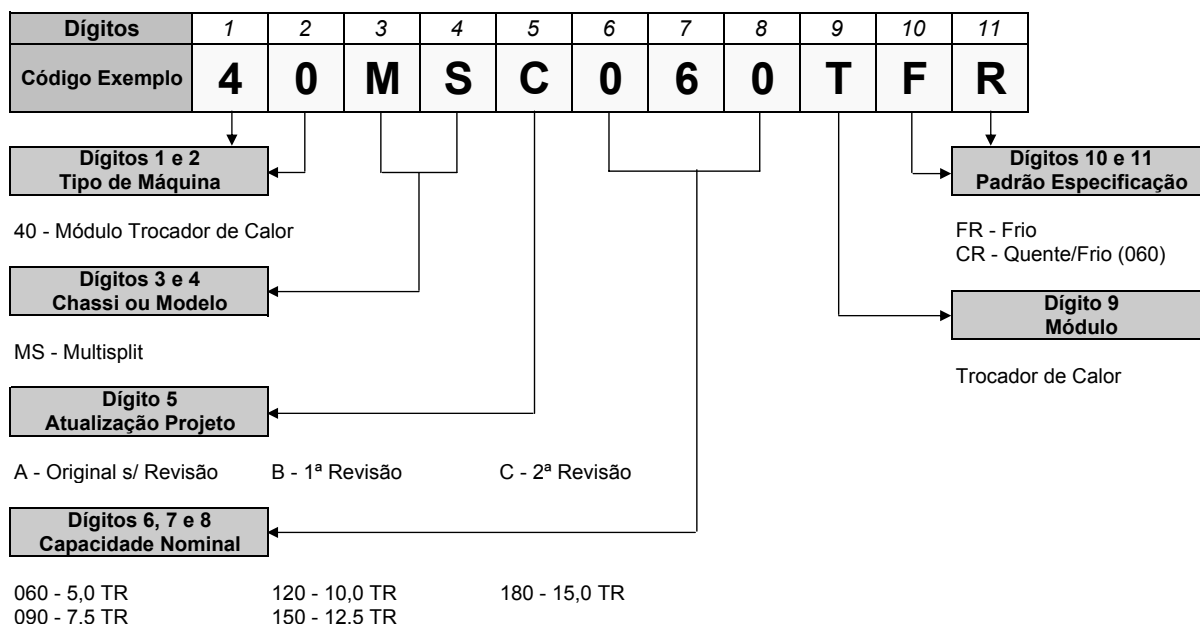 Dígitos 1 2 3 4 5 6 7 8 9 10 11
Código Exemplo 4 0 M S C 0 6 0 T F R
Dígitos 1 e 2
Tipo de Máquina
40 - Módulo Trocador de Calor
Dígitos 3 e 4
Chassi ou Modelo
MS - Multisplit
Dígito 5
Atualização Projeto
A - Original s/ Revisão B - 1ª Revisão C - 2ª Revisão
Dígitos 6, 7 e 8
Capacidade Nominal
060 - 5,0 TR 120 - 10,0 TR 180 - 15,0 TR
090 - 7,5 TR 150 - 12,5 TR
Dígitos 10 e 11
Padrão Especificação
FR - Frio
CR - Quente/Frio (060)
Dígito 9
Módulo
Trocador de Calor